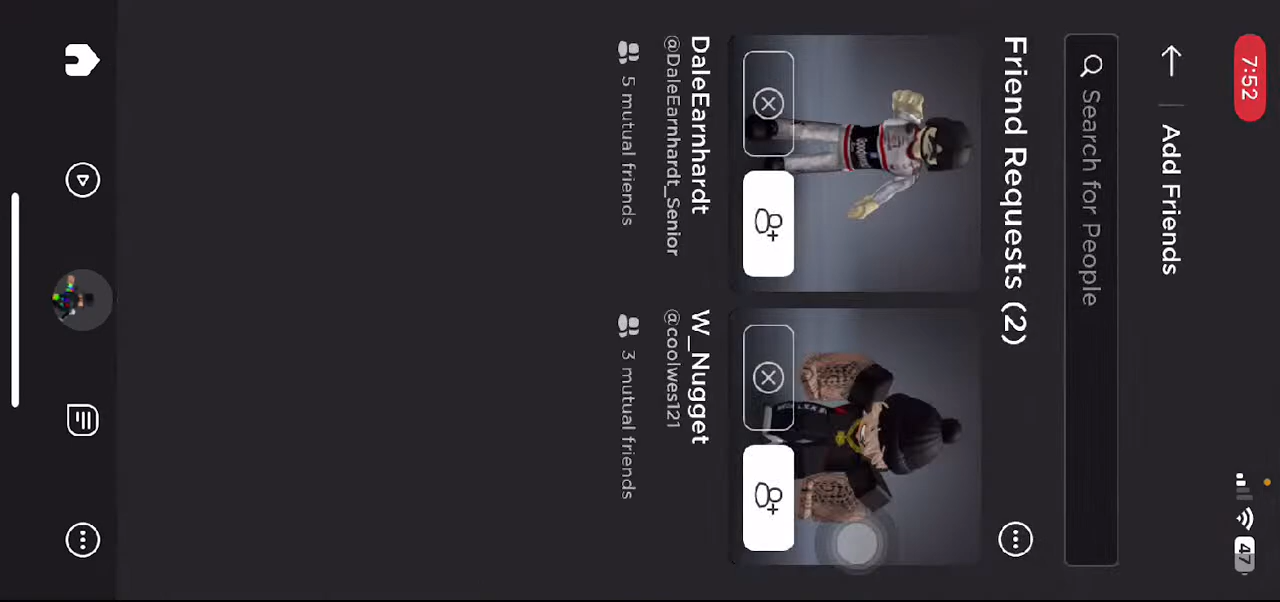 7:52
47
Add Friends
Search for People
Friend Requests (2)
DaleEarnhardt
@DaleEarnhardt_Senior
5 mutual friends
W_Nugget
@coolwes121
3 mutual friends